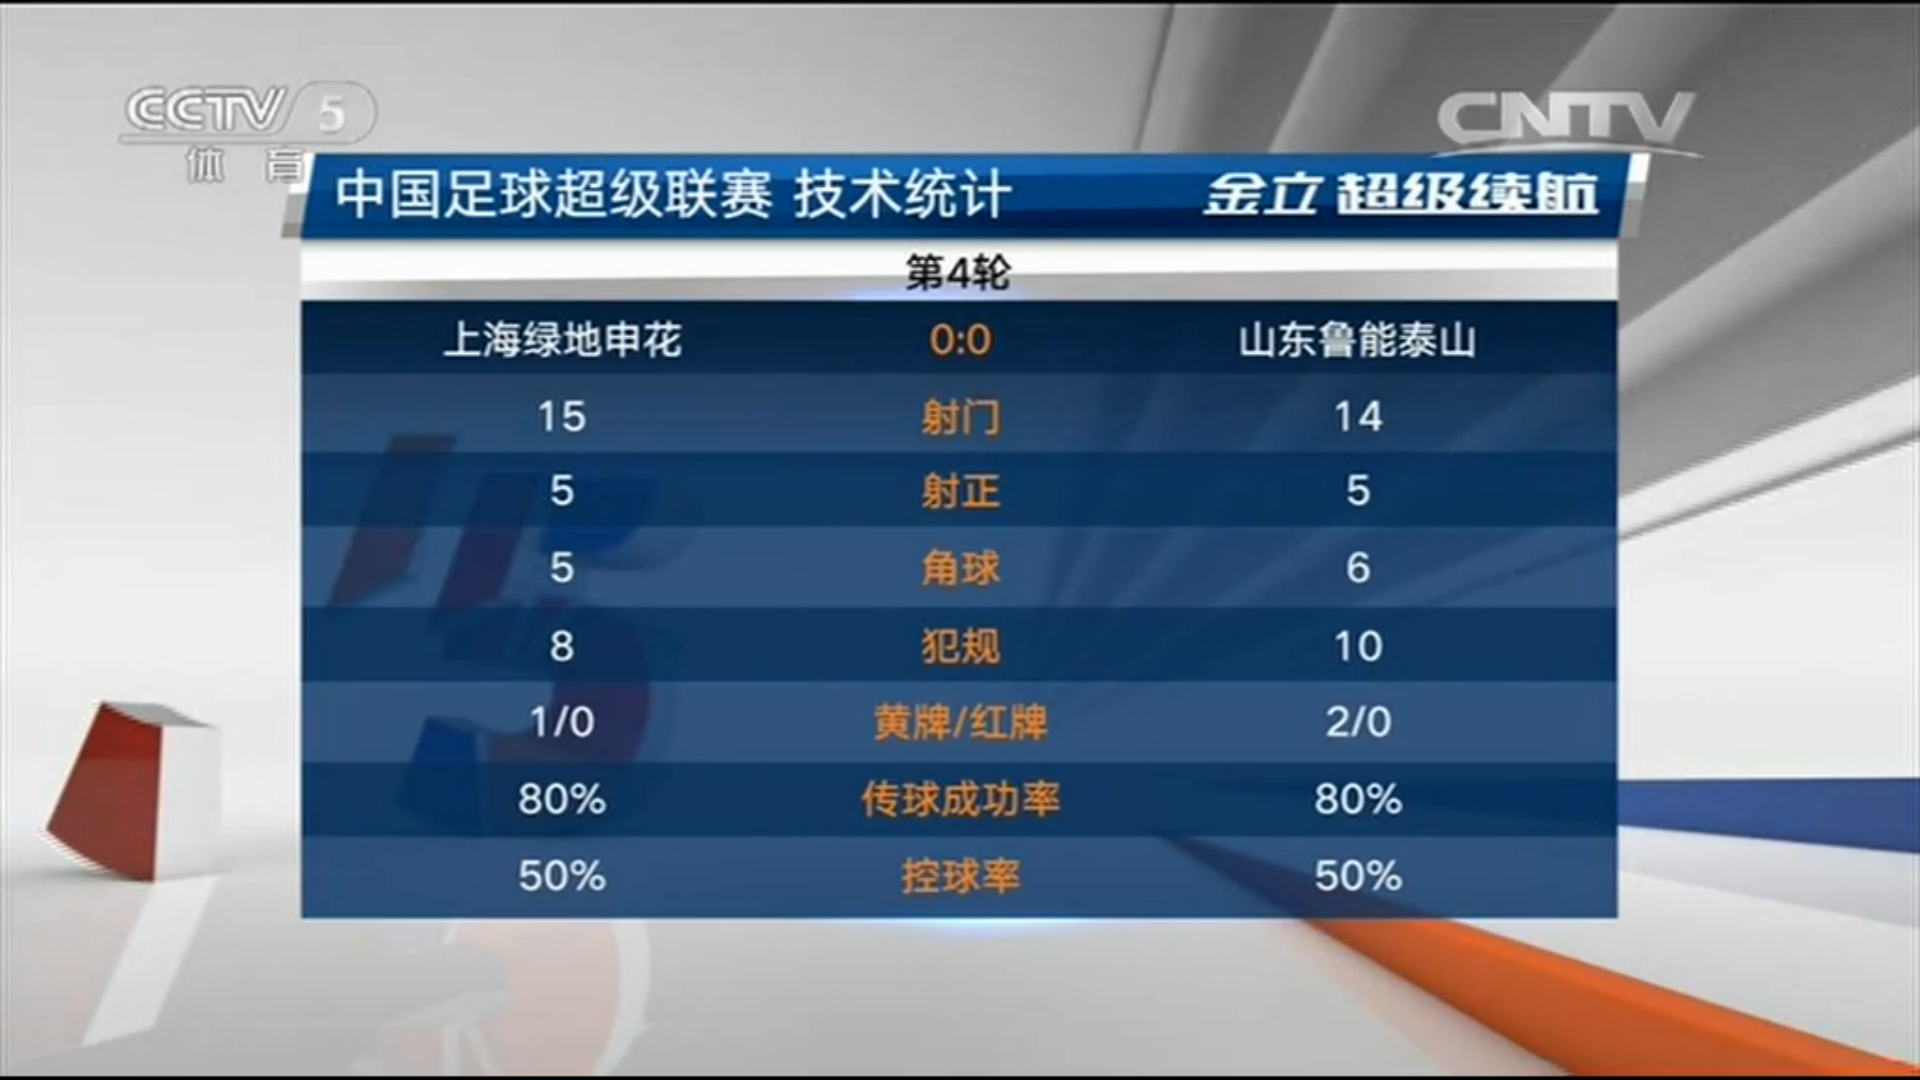 CCTV 5
体育
CNTV
中国足球超级联赛 技术统计 金立 超级续航
第4轮
上海绿地申花 0:0 山东鲁能泰山
15 射门 14
5 射正 5
5 角球 6
8 犯规 10
1/0 黄牌/红牌 2/0
80% 传球成功率 80%
50% 控球率 50%